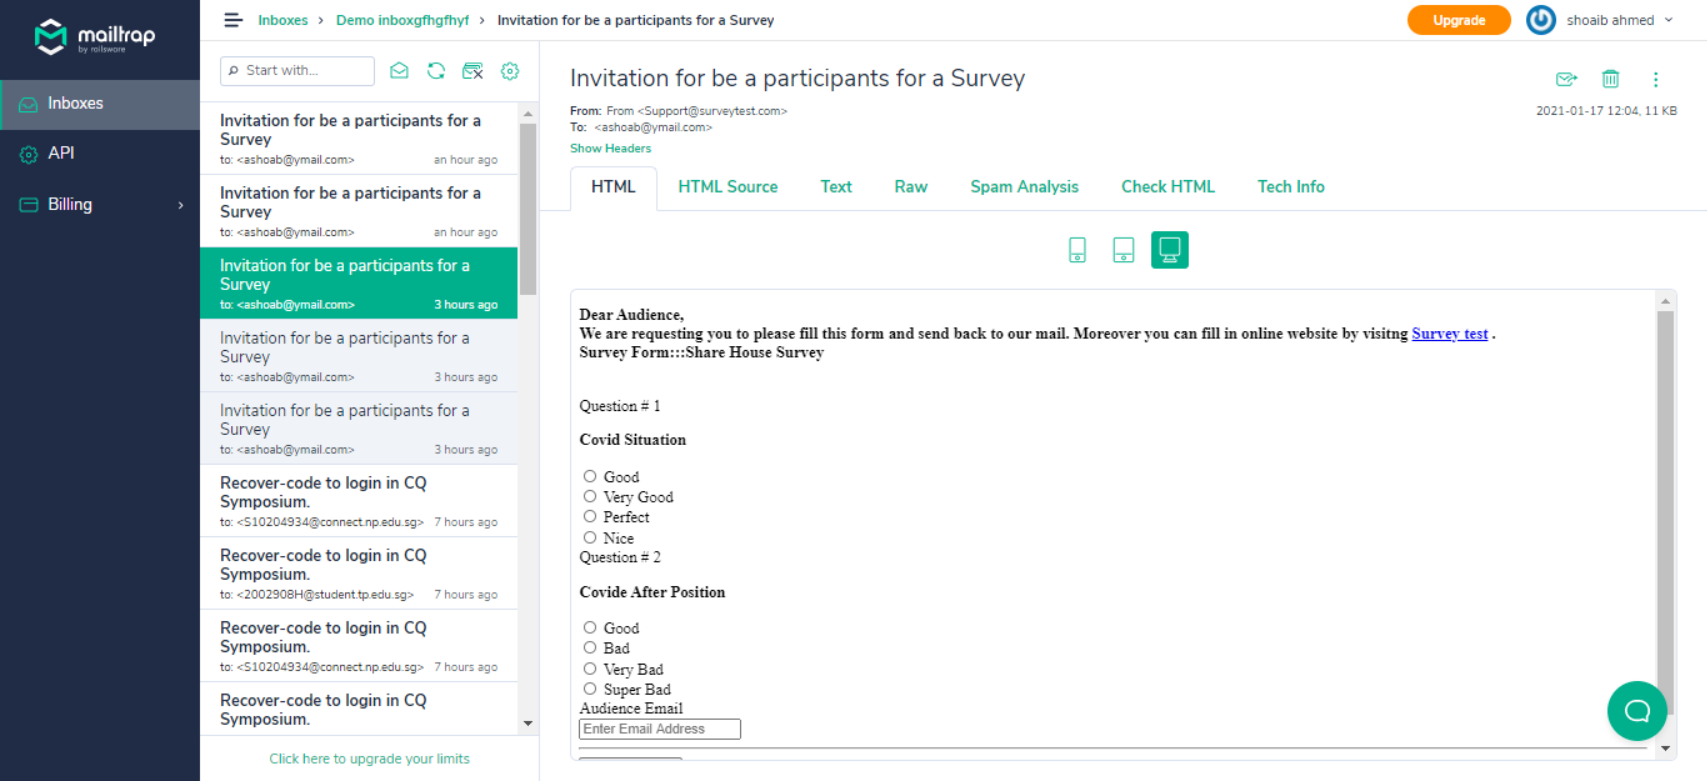 mailtrap
by railsware
Inboxes
API
Billing
Inboxes > Demo inboxgfhgfhyf > Invitation for be a participants for a Survey
Upgrade
shoaib ahmed
Start with...
Invitation for be a participants for a
Survey
to: <ashoab@ymail.com> an hour ago
Invitation for be a participants for a
Survey
to: <ashoab@ymail.com> an hour ago
Invitation for be a participants for a
Survey
to: <ashoab@ymail.com> 3 hours ago
Invitation for be a participants for a
Survey
to: <ashoab@ymail.com> 3 hours ago
Invitation for be a participants for a
Survey
to: <ashoab@ymail.com> 3 hours ago
Recover-code to login in CQ
Symposium.
to: <S10204934@connect.np.edu.sg> 7 hours ago
Recover-code to login in CQ
Symposium.
to: <2002908H@student.tp.edu.sg> 7 hours ago
Recover-code to login in CQ
Symposium.
to: <S10204934@connect.np.edu.sg> 7 hours ago
Recover-code to login in CQ
Symposium.
Click here to upgrade your limits
Invitation for be a participants for a Survey
From: From <Support@surveytest.com>
2021-01-17 12:04, 11 KB
To: <ashoab@ymail.com>
Show Headers
HTML HTML Source Text Raw Spam Analysis Check HTML Tech Info
Dear Audience,
We are requesting you to please fill this form and send back to our mail. Moreover you can fill in online website by visitng Survey test .
Survey Form:::Share House Survey
Question # 1
Covid Situation
Good
Very Good
Perfect
Nice
Question # 2
Covide After Position
Good
Bad
Very Bad
Super Bad
Audience Email
Enter Email Address